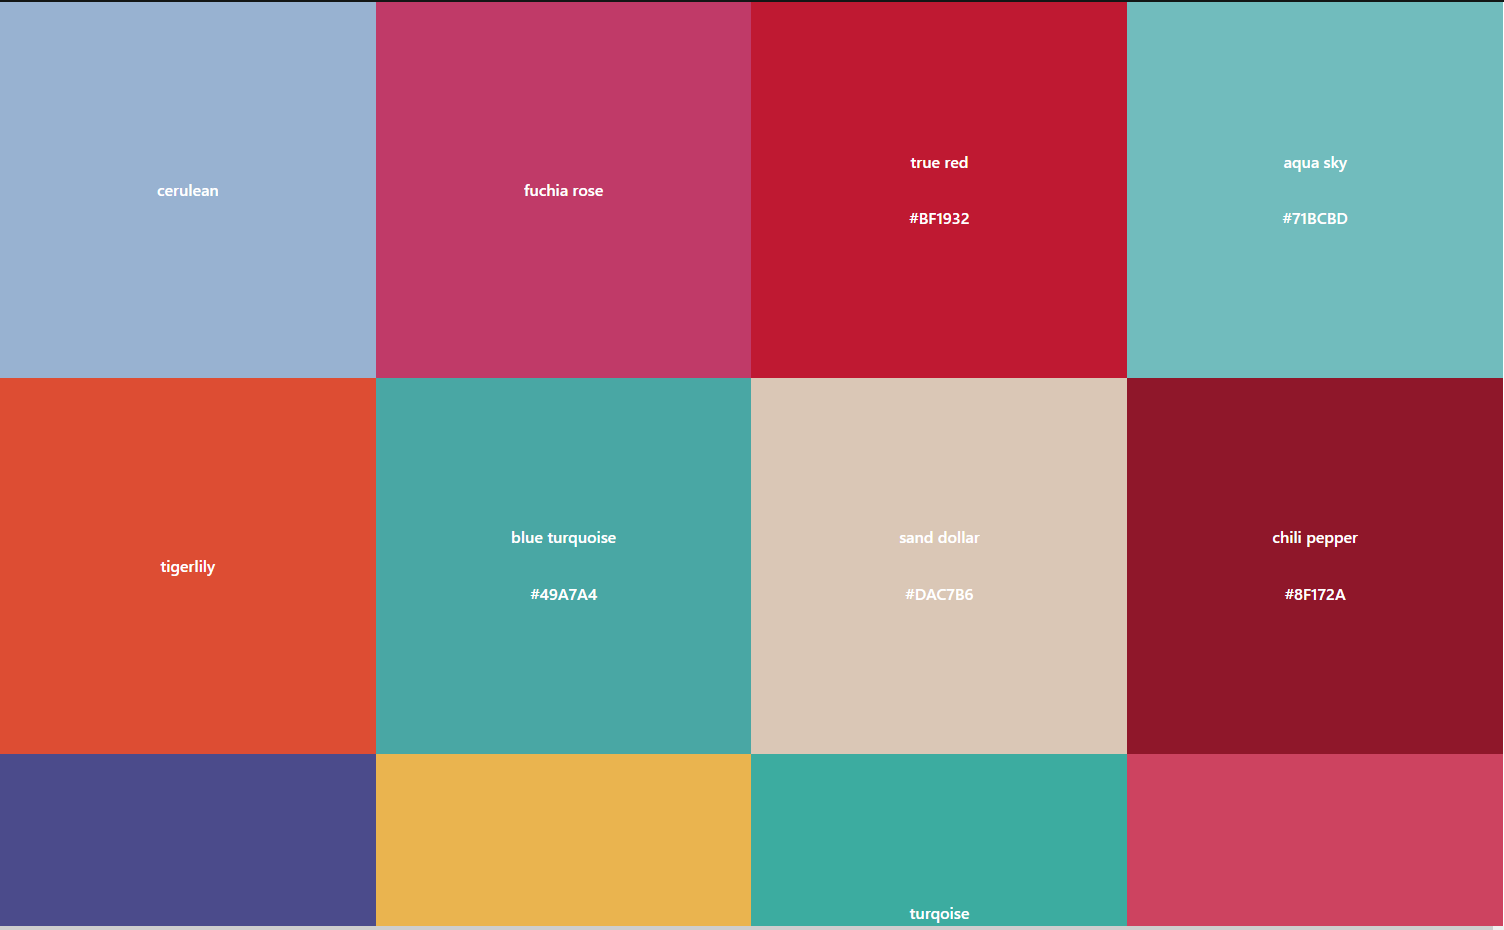 cerulean
fuchia rose
true red
#BF1932
aqua sky
#71BCBD
tigerlily
blue turquoise
#49A7A4
sand dollar
#DAC7B6
chili pepper
#8F172A
turqoise